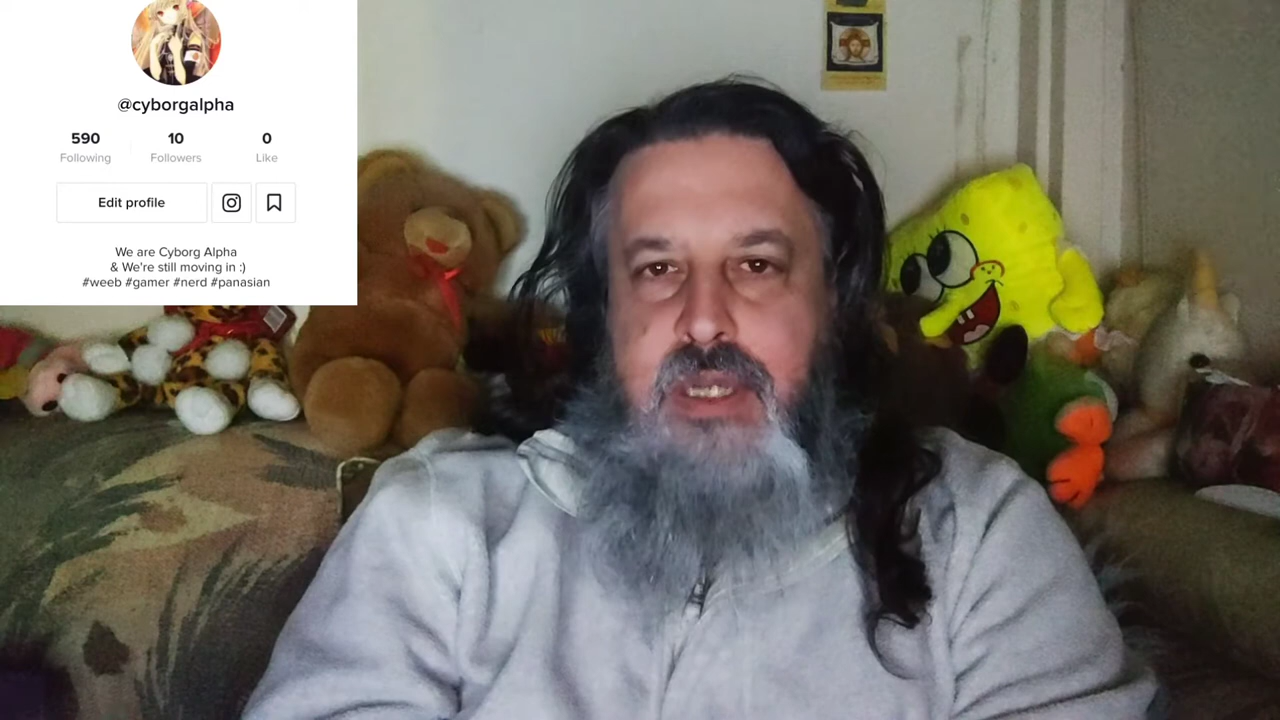 @cyborgalpha
590
10
0
Following
Followers
Like
Edit profile
We are Cyborg Alpha
& We're still moving in :)
#weeb #gamer #nerd #panasian